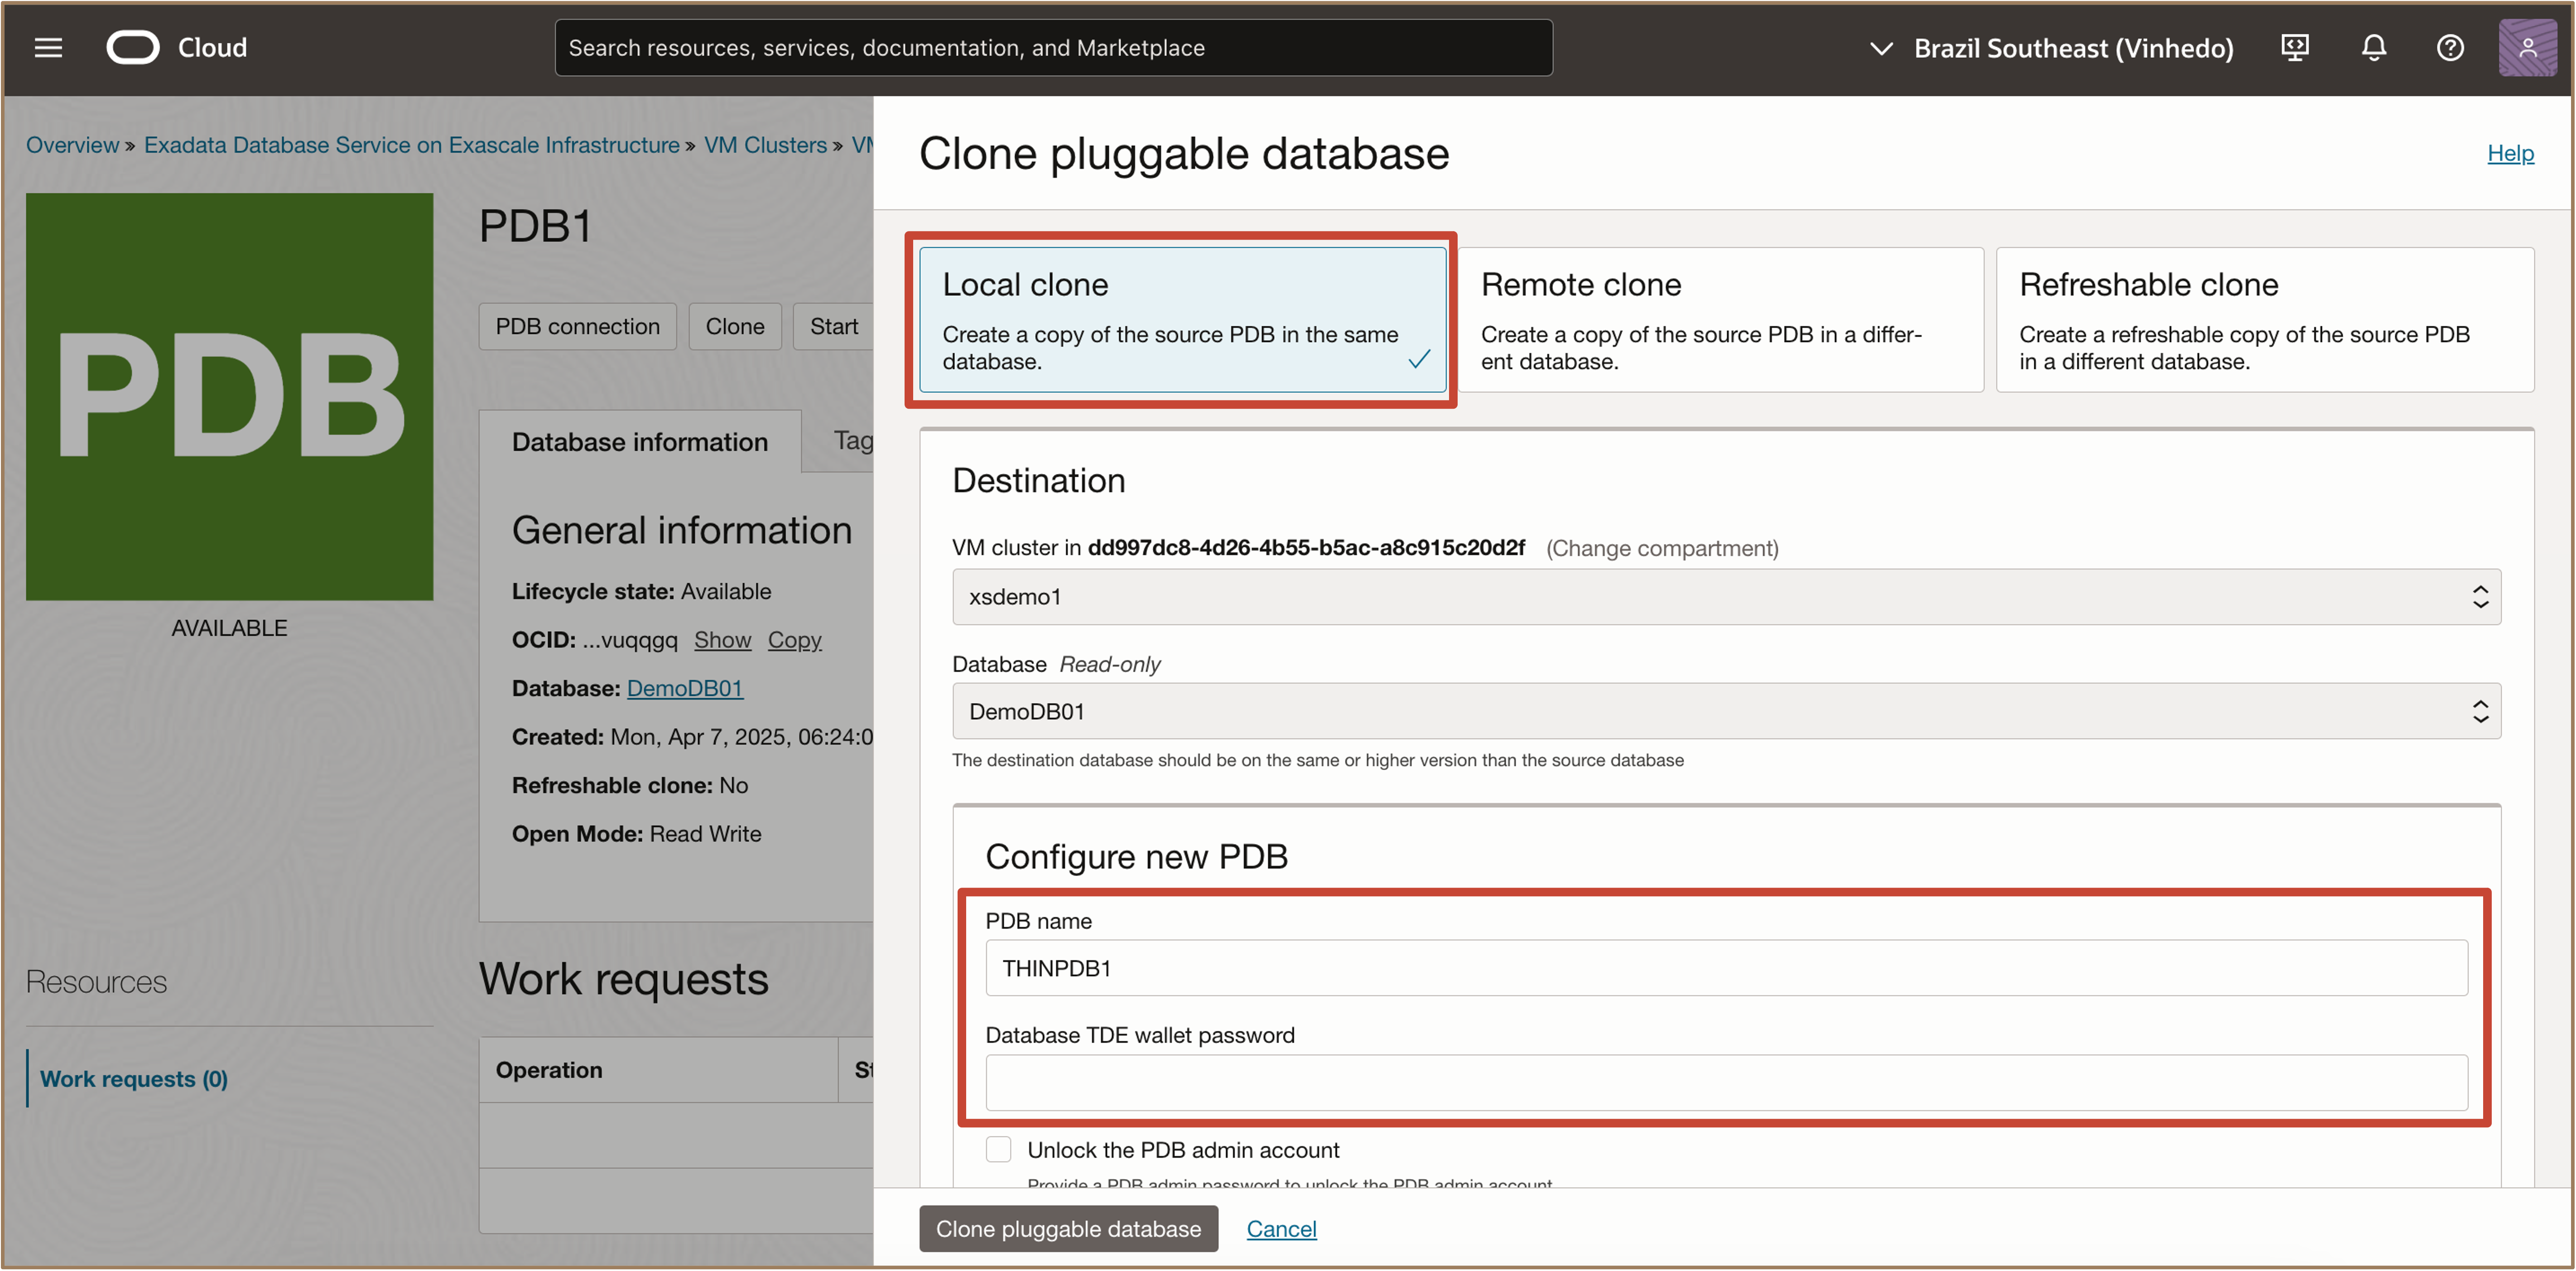 Cloud
Search resources, services, documentation, and Marketplace
Brazil Southeast (Vinhedo)
Overview » Exadata Database Service on Exascale Infrastructure » VM Clusters » VM
PDB
AVAILABLE
PDB1
PDB connection
Clone
Start
Database information
Tag
General information
Lifecycle state: Available
OCID: ...vuqqgq Show Copy
Database: DemoDB01
Created: Mon, Apr 7, 2025, 06:24:0
Refreshable clone: No
Open Mode: Read Write
Resources
Work requests (0)
Work requests
Operation
St
Clone pluggable database
Help
Local clone
Create a copy of the source PDB in the same
database.
Remote clone
Create a copy of the source PDB in a differ-
ent database.
Refreshable clone
Create a refreshable copy of the source PDB
in a different database.
Destination
VM cluster in dd997dc8-4d26-4b55-b5ac-a8c915c20d2f (Change compartment)
xsdemo1
Database Read-only
DemoDB01
The destination database should be on the same or higher version than the source database
Configure new PDB
PDB name
THINPDB1
Database TDE wallet password
Unlock the PDB admin account
Provide a PDB admin password to unlock the PDB admin account
Clone pluggable database
Cancel